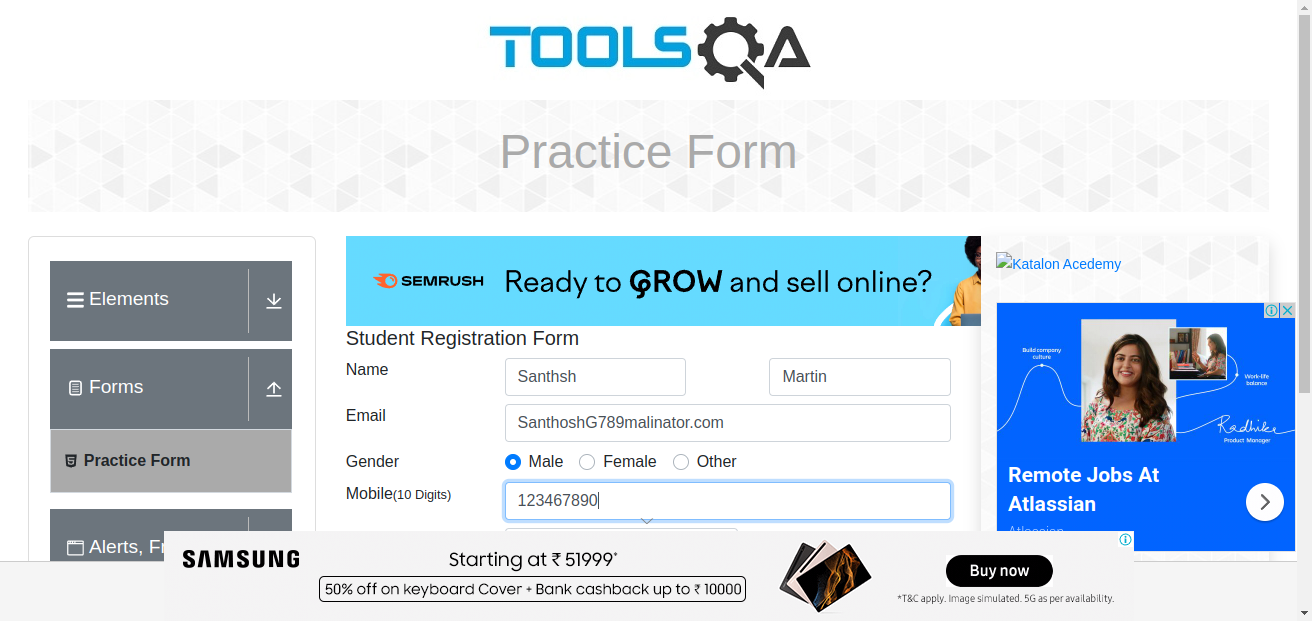 TOOLSQA
Practice Form
Elements
Forms
Practice Form
Alerts, Fr
SEMRUSH Ready to GROW and sell online?
Student Registration Form
Name Santhsh Martin
Email SanthoshG789malinator.com
Gender Male Female Other
Mobile(10 Digits) 123467890
Katalon Acedemy
Build company
culture
Work-life
balance
Radhika
Product Manager
Remote Jobs At
Atlassian
Atlassian
SAMSUNG
Starting at ₹ 51999*
50% off on keyboard Cover + Bank cashback up to ₹ 10000
Buy now
*T&C apply. Image simulated. 5G as per availability.